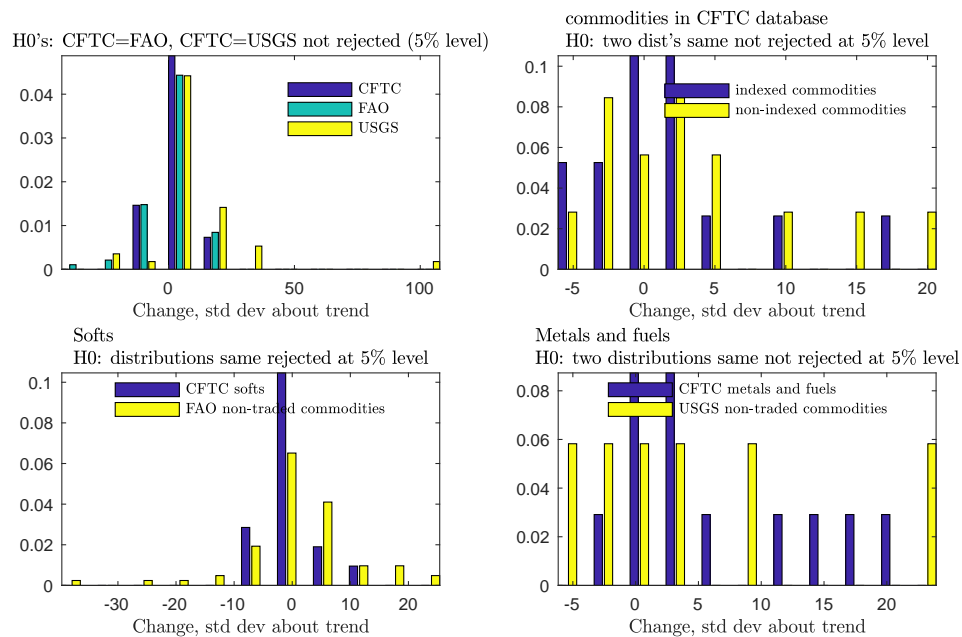 H0's: CFTC=FAO, CFTC=USGS not rejected (5% level)
0.04
0.03
0.02
0.01
0
CFTC
FAO
USGS
0 50 100
Change, std dev about trend
commodities in CFTC database
H0: two dist's same not rejected at 5% level
0.1
0.08
0.06
0.04
0.02
0
indexed commodities
non-indexed commodities
-5 0 5 10 15 20
Change, std dev about trend
Softs
H0: distributions same rejected at 5% level
0.1
0.08
0.06
0.04
0.02
0
CFTC softs
FAO non-traded commodities
-30 -20 -10 0 10 20
Change, std dev about trend
Metals and fuels
H0: two distributions same not rejected at 5% level
0.08
0.06
0.04
0.02
0
CFTC metals and fuels
USGS non-traded commodities
-5 0 5 10 15 20
Change, std dev about trend